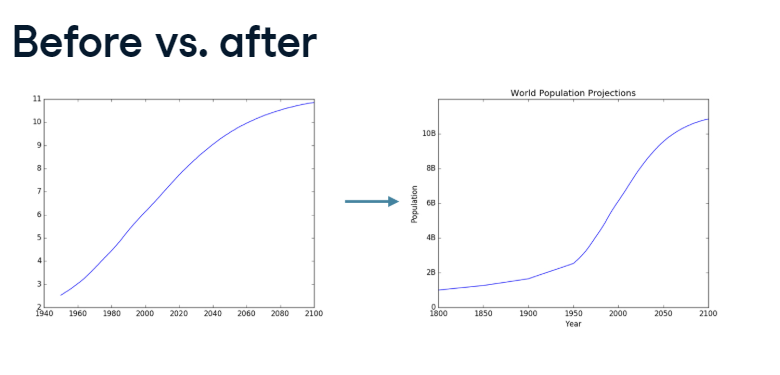 Before vs. after
11
10
9
8
7
6
5
4
3
2
1940 1960 1980 2000 2020 2040 2060 2080 2100
World Population Projections
Population
10B
8B
6B
4B
2B
0
1800 1850 1900 1950 2000 2050 2100
Year